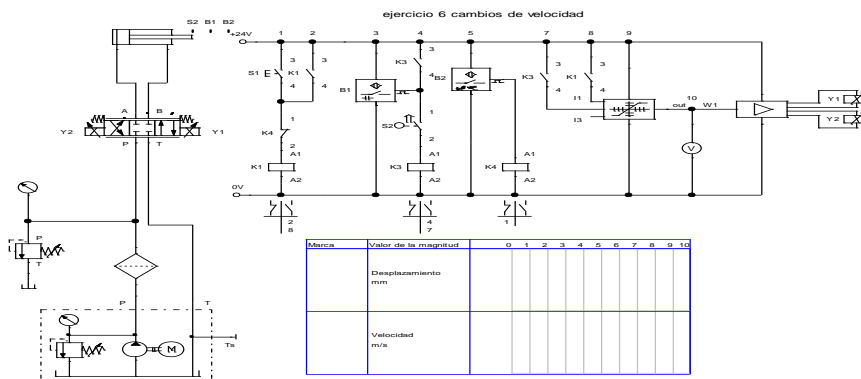 ejercicio 6 cambios de velocidad
S2 B1 B2
+24V 1 2 3 4 5 7 8 9
3 3 3 3 3
S1 E K1 K3 K3 K1
4 4 4 4 4
B1 B2
I1
I3
10
out W1
Y1
Y2
V
A B
Y2 Y1
P T
1 1
K4 S2
2 2
A1 A1 A1
K1 K3 K4
A2 A2 A2
0V
2 4 1
8 7
P
T
P T
M
Ts
Marca Valor de la magnitud 0 1 2 3 4 5 6 7 8 9 10
Desplazamiento
mm
Velocidad
m/s